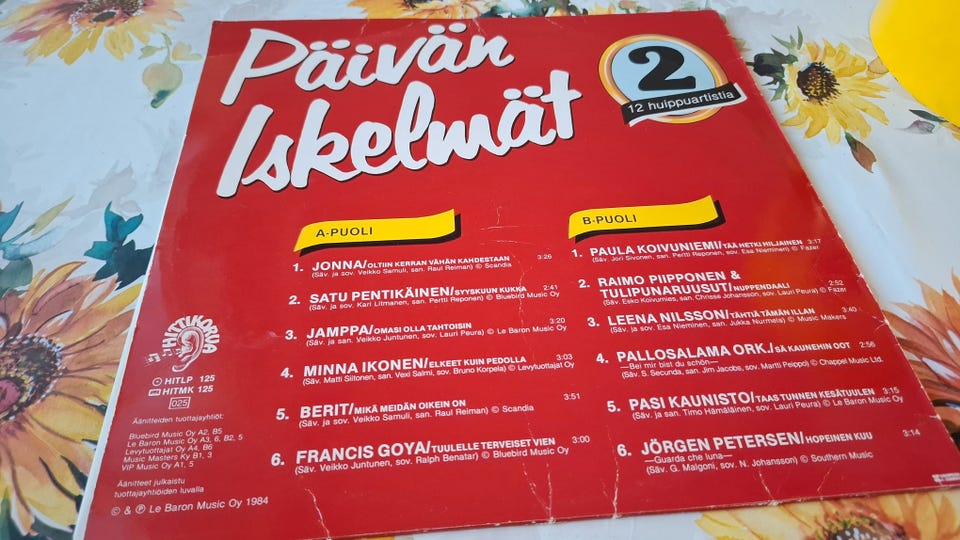 Päivän
Iskelmät
2
12 huippuartistia
A-PUOLI
1. JONNA/OLTIIN KERRAN VÄHÄN KAHDESTAAN 3:26
(Säv. ja sov. Veikko Samuli, san. Raul Reiman) © Scandia
2. SATU PENTIKÄINEN/SYYSKUUN KUKKA 2:41
(Säv. ja sov. Kari Litmanen, san. Pertti Reponen) © Bluebird Music Oy
3. JAMPPA/OMASI OLLA TAHTOISIN 3:20
(Säv. ja san. Veikko Juntunen, sov. Lauri Peura) © Le Baron Music Oy
4. MINNA IKONEN/ELKEET KUIN PEDOLLA 3:03
(Säv. Matti Siitonen, san. Vexi Salmi, sov. Bruno Korpela) © Levytuottajat Oy
5. BERIT/MIKÄ MEIDÄN OIKEIN ON 3:51
(Säv. ja sov. Veikko Samuli, san. Raul Reiman) © Scandia
6. FRANCIS GOYA/TUULELLE TERVEISET VIEN 3:00
(Säv. Veikko Juntunen, sov. Ralph Benatar) © Bluebird Music Oy
B-PUOLI
1. PAULA KOIVUNIEMI/TÄÄ HETKI HILJAINEN 3:17
(Säv. Jori Sivonen, san. Pertti Reponen, sov. Esa Nieminen) © Fazer
2. RAIMO PIIPPONEN &
TULIPUNARUUSUT/NUPPENDAALI 2:52
(Säv. Esko Koivumies, san. Chrisse Johansson, sov. Lauri Peura) © Fazer
3. LEENA NILSSON/TÄHTIÄ TÄMÄN ILLAN 3:40
(Säv. ja sov. Esa Nieminen, san. Jukka Nurmela) © Music Makers
4. PALLOSALAMA ORK./SÄ KAUNEHIN OOT 2:56
—Bei mir bist du schön—
(Säv. S. Secunda, san. Jim Jacobs, sov. Martti Peippo) © Chappel Music Ltd.
5. PASI KAUNISTO/TAAS TUNNEN KESÄTUULEN 3:15
(Säv. ja san. Timo Hämäläinen, sov. Lauri Peura) © Le Baron Music Oy
6. JÖRGEN PETERSEN/HOPEINEN KUU 3:14
—Guarda che luna—
(Säv. G. Malgoni, sov. N. Johansson) © Southern Music
HITTIKORVA
HITLP 125
HITMK 125
025
Äänitteiden tuottajayhtiöt:
Bluebird Music Oy A2, B5
Le Baron Music Oy A3, 6, B2, 5
Levytuottajat Oy A4, B6
Music Masters Ky B1, 3
VIP Music Oy A1, 5
Äänitteet julkaistu
tuottajayhtiöiden luvalla
© & ℗ Le Baron Music Oy 1984